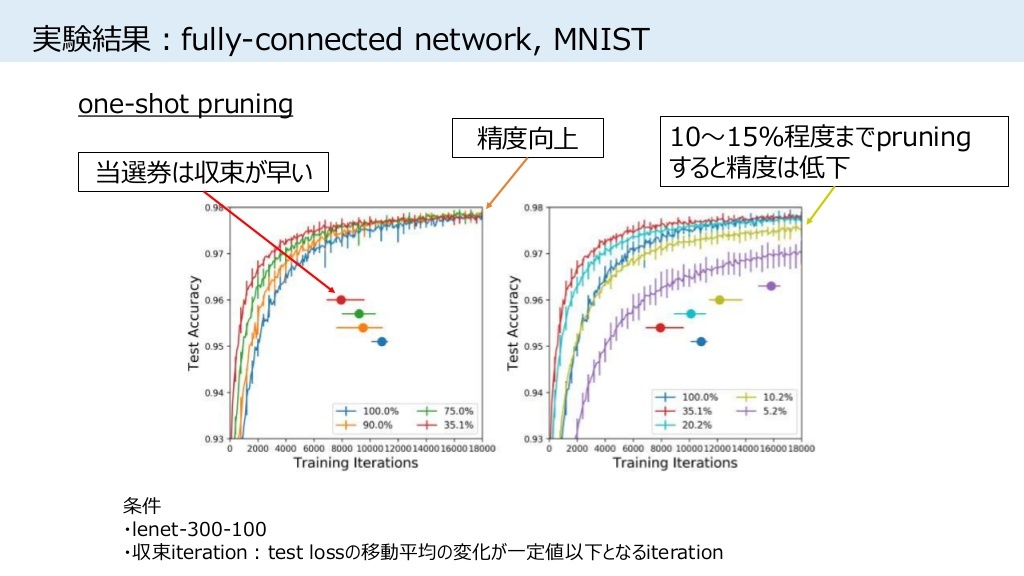 実験結果：fully-connected network, MNIST
one-shot pruning
当選券は収束が早い
精度向上
10～15%程度までpruning
すると精度は低下
0.98
0.97
0.96
0.95
0.94
0.93
Test Accuracy
0 2000 4000 6000 8000 10000 12000 14000 16000 18000
Training Iterations
100.0% 75.0%
90.0% 35.1%
0.98
0.97
0.96
0.95
0.94
0.93
Test Accuracy
0 2000 4000 6000 8000 10000 12000 14000 16000 18000
Training Iterations
100.0% 10.2%
35.1% 5.2%
20.2%
条件
・lenet-300-100
・収束iteration：test lossの移動平均の変化が一定値以下となるiteration